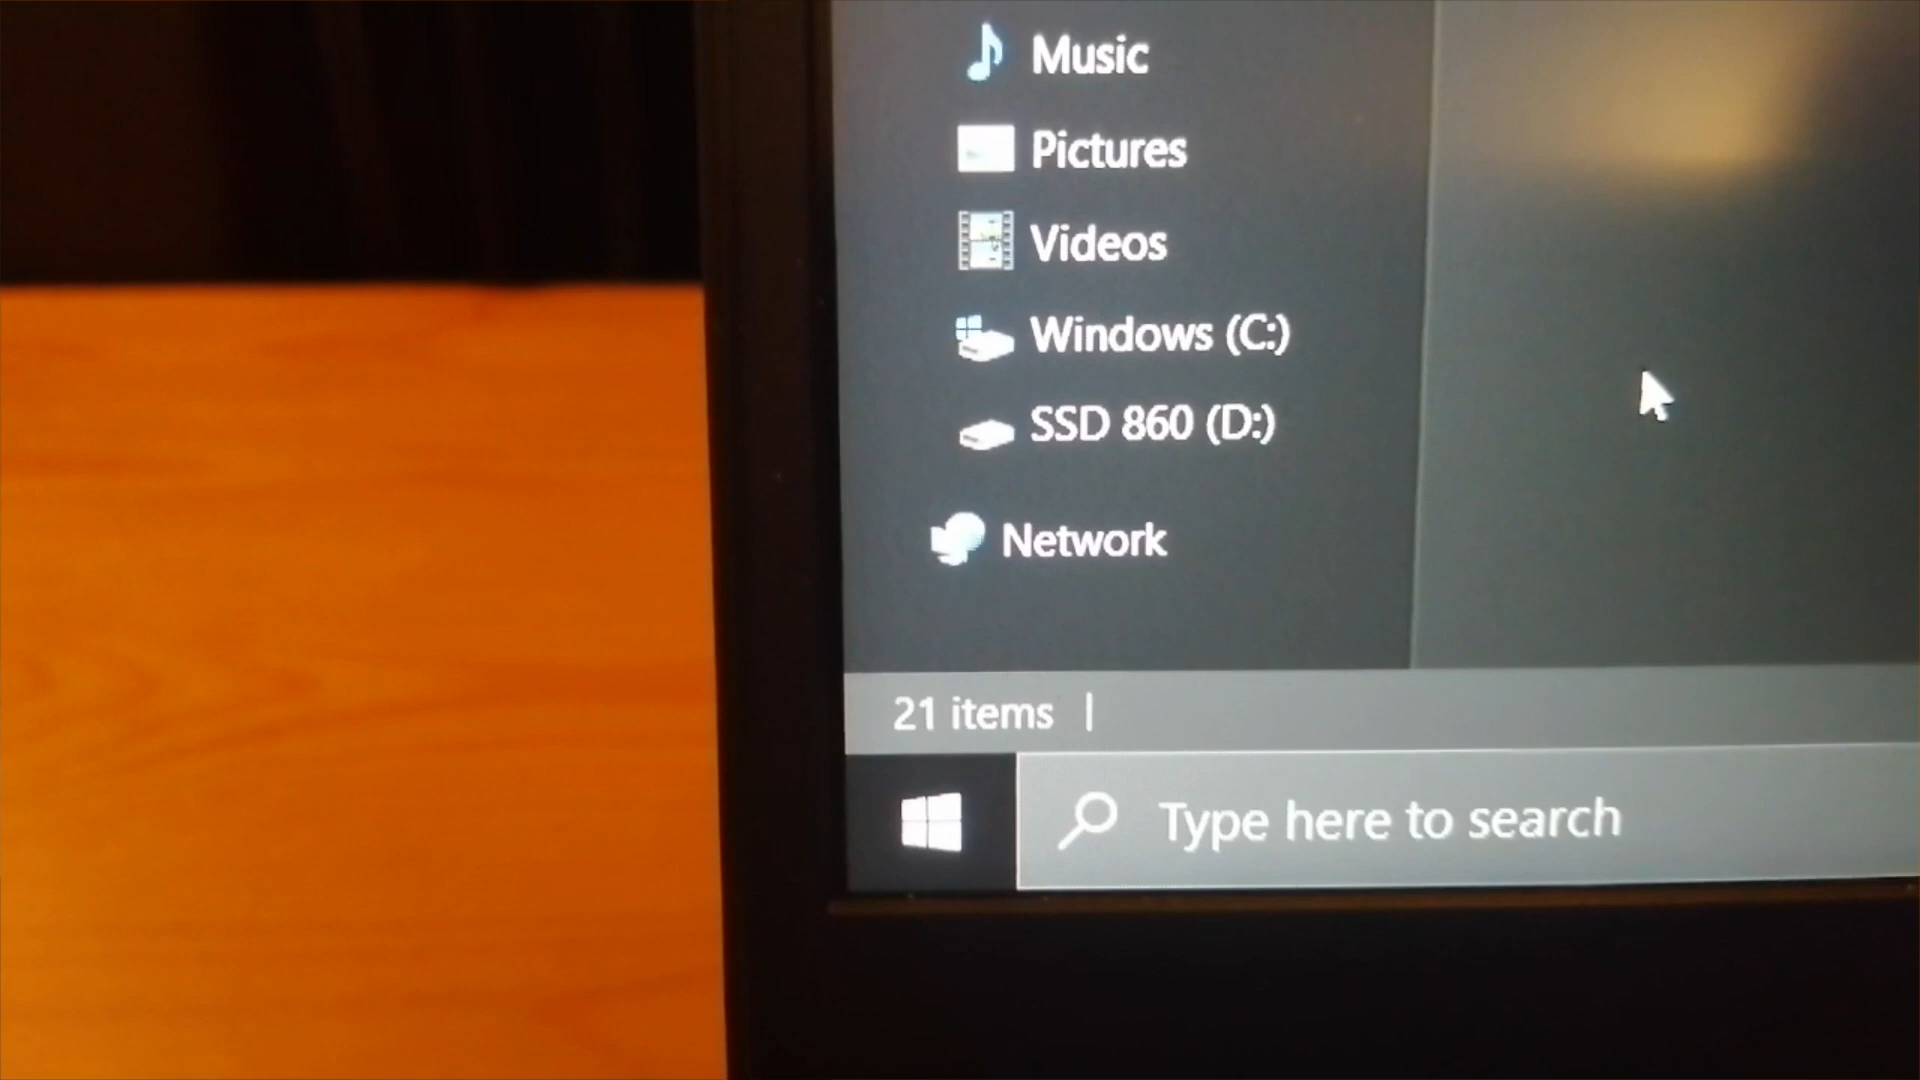 Music
Pictures
Videos
Windows (C:)
SSD 860 (D:)
Network
21 items |
Type here to search